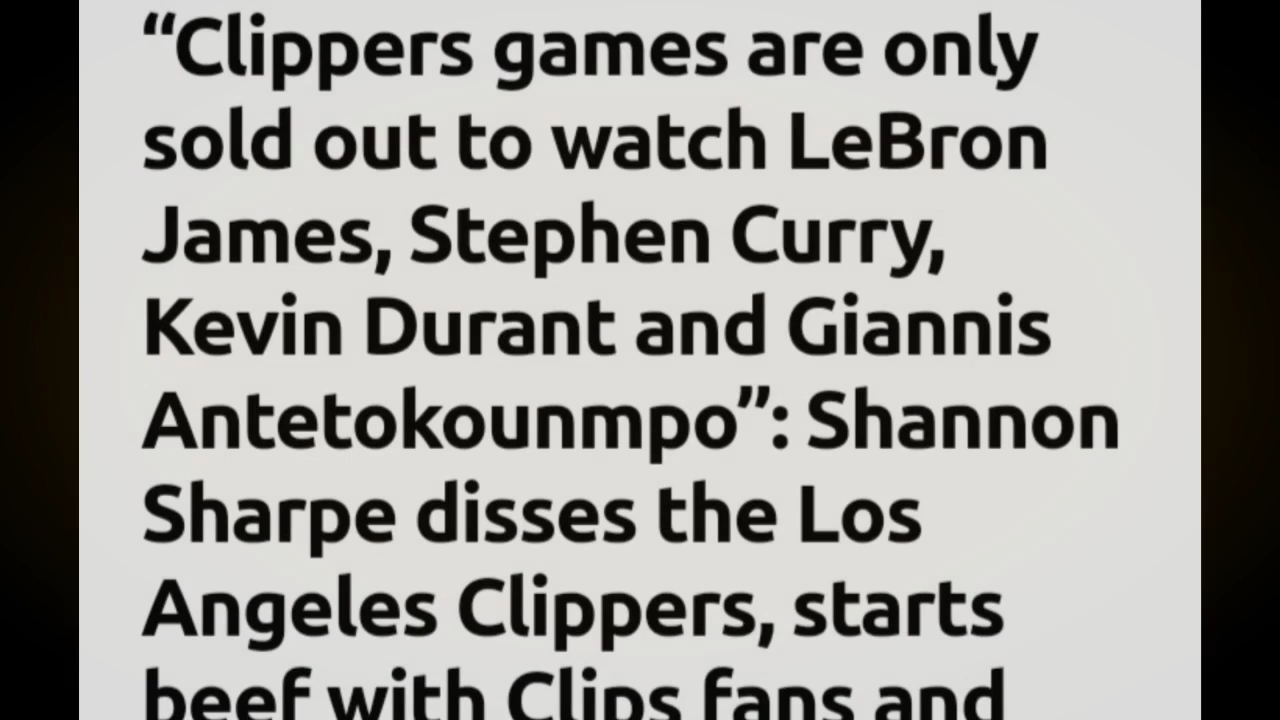 “Clippers games are only
sold out to watch LeBron
James, Stephen Curry,
Kevin Durant and Giannis
Antetokounmpo”: Shannon
Sharpe disses the Los
Angeles Clippers, starts
beef with Clips fans and